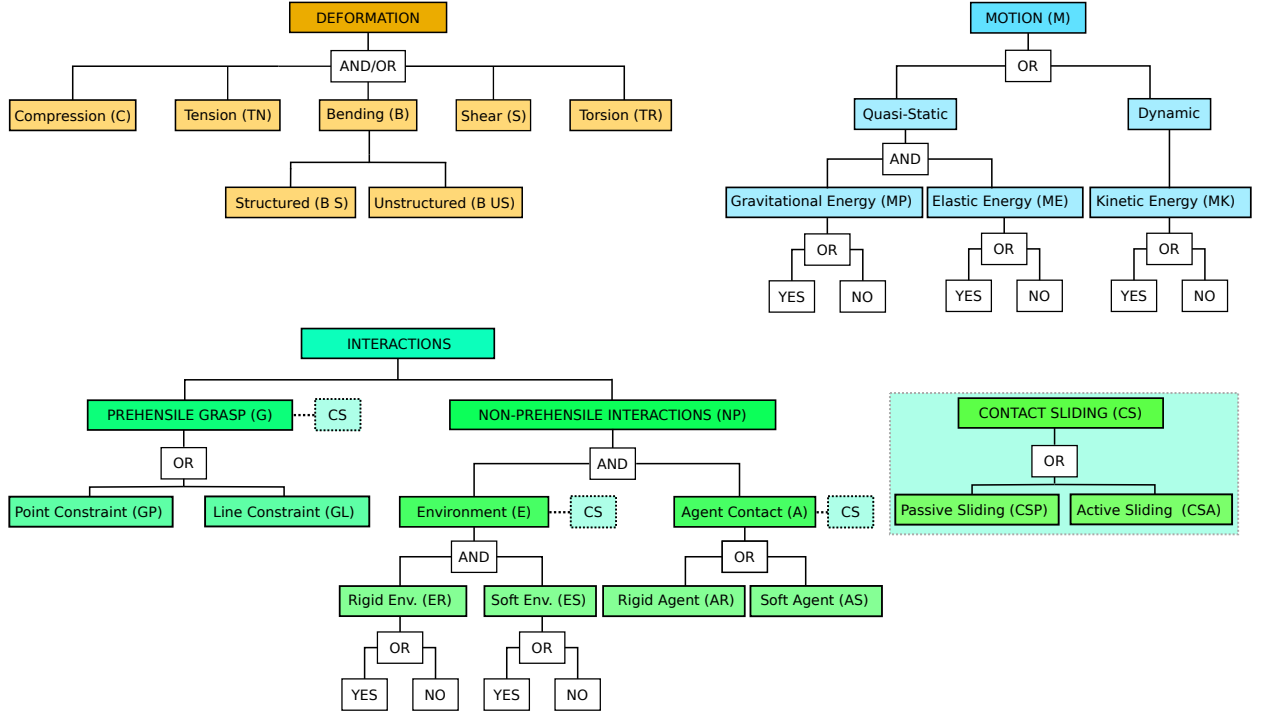 DEFORMATION
AND/OR
Compression (C)
Tension (TN)
Bending (B)
Shear (S)
Torsion (TR)
Structured (B S)
Unstructured (B US)
MOTION (M)
OR
Quasi-Static
Dynamic
AND
Gravitational Energy (MP)
Elastic Energy (ME)
Kinetic Energy (MK)
OR
OR
OR
YES
NO
YES
NO
YES
NO
INTERACTIONS
PREHENSILE GRASP (G)
CS
NON-PREHENSILE INTERACTIONS (NP)
OR
AND
Point Constraint (GP)
Line Constraint (GL)
Environment (E)
CS
Agent Contact (A)
CS
AND
OR
Rigid Env. (ER)
Soft Env. (ES)
Rigid Agent (AR)
Soft Agent (AS)
OR
OR
YES
NO
YES
NO
CONTACT SLIDING (CS)
OR
Passive Sliding (CSP)
Active Sliding (CSA)